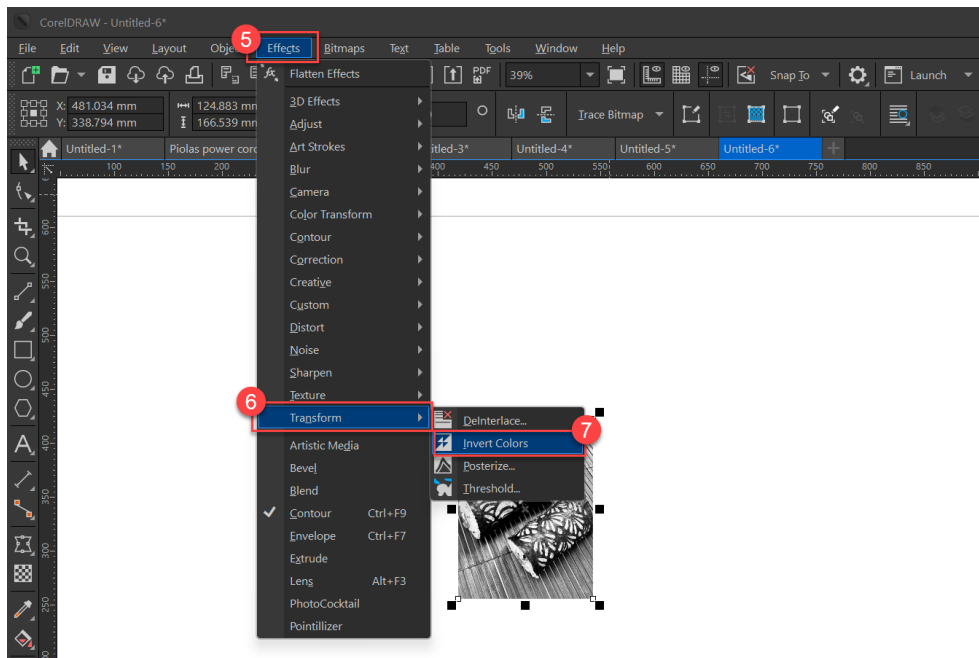 CorelDRAW - Untitled-6*
File Edit View Layout Obje Effects Bitmaps Text Table Tools Window Help
5
PDF 39% Snap To Launch
X: 481.034 mm 124.883 mm
Y: 338.794 mm 166.539 mm
Trace Bitmap
Untitled-1* Piolas power cord titled-3* Untitled-4* Untitled-5* Untitled-6*
100 150 200 400 450 500 550 600 650 700 750 800 850
600
550
500
450
400
350
300
250
Flatten Effects
3D Effects
Adjust
Art Strokes
Blur
Camera
Color Transform
Contour
Correction
Creative
Custom
Distort
Noise
Sharpen
Texture
6
Transform
Artistic Media
Bevel
Blend
Contour Ctrl+F9
Envelope Ctrl+F7
Extrude
Lens Alt+F3
PhotoCocktail
Pointillizer
DeInterlace...
7
Invert Colors
Posterize...
Threshold...